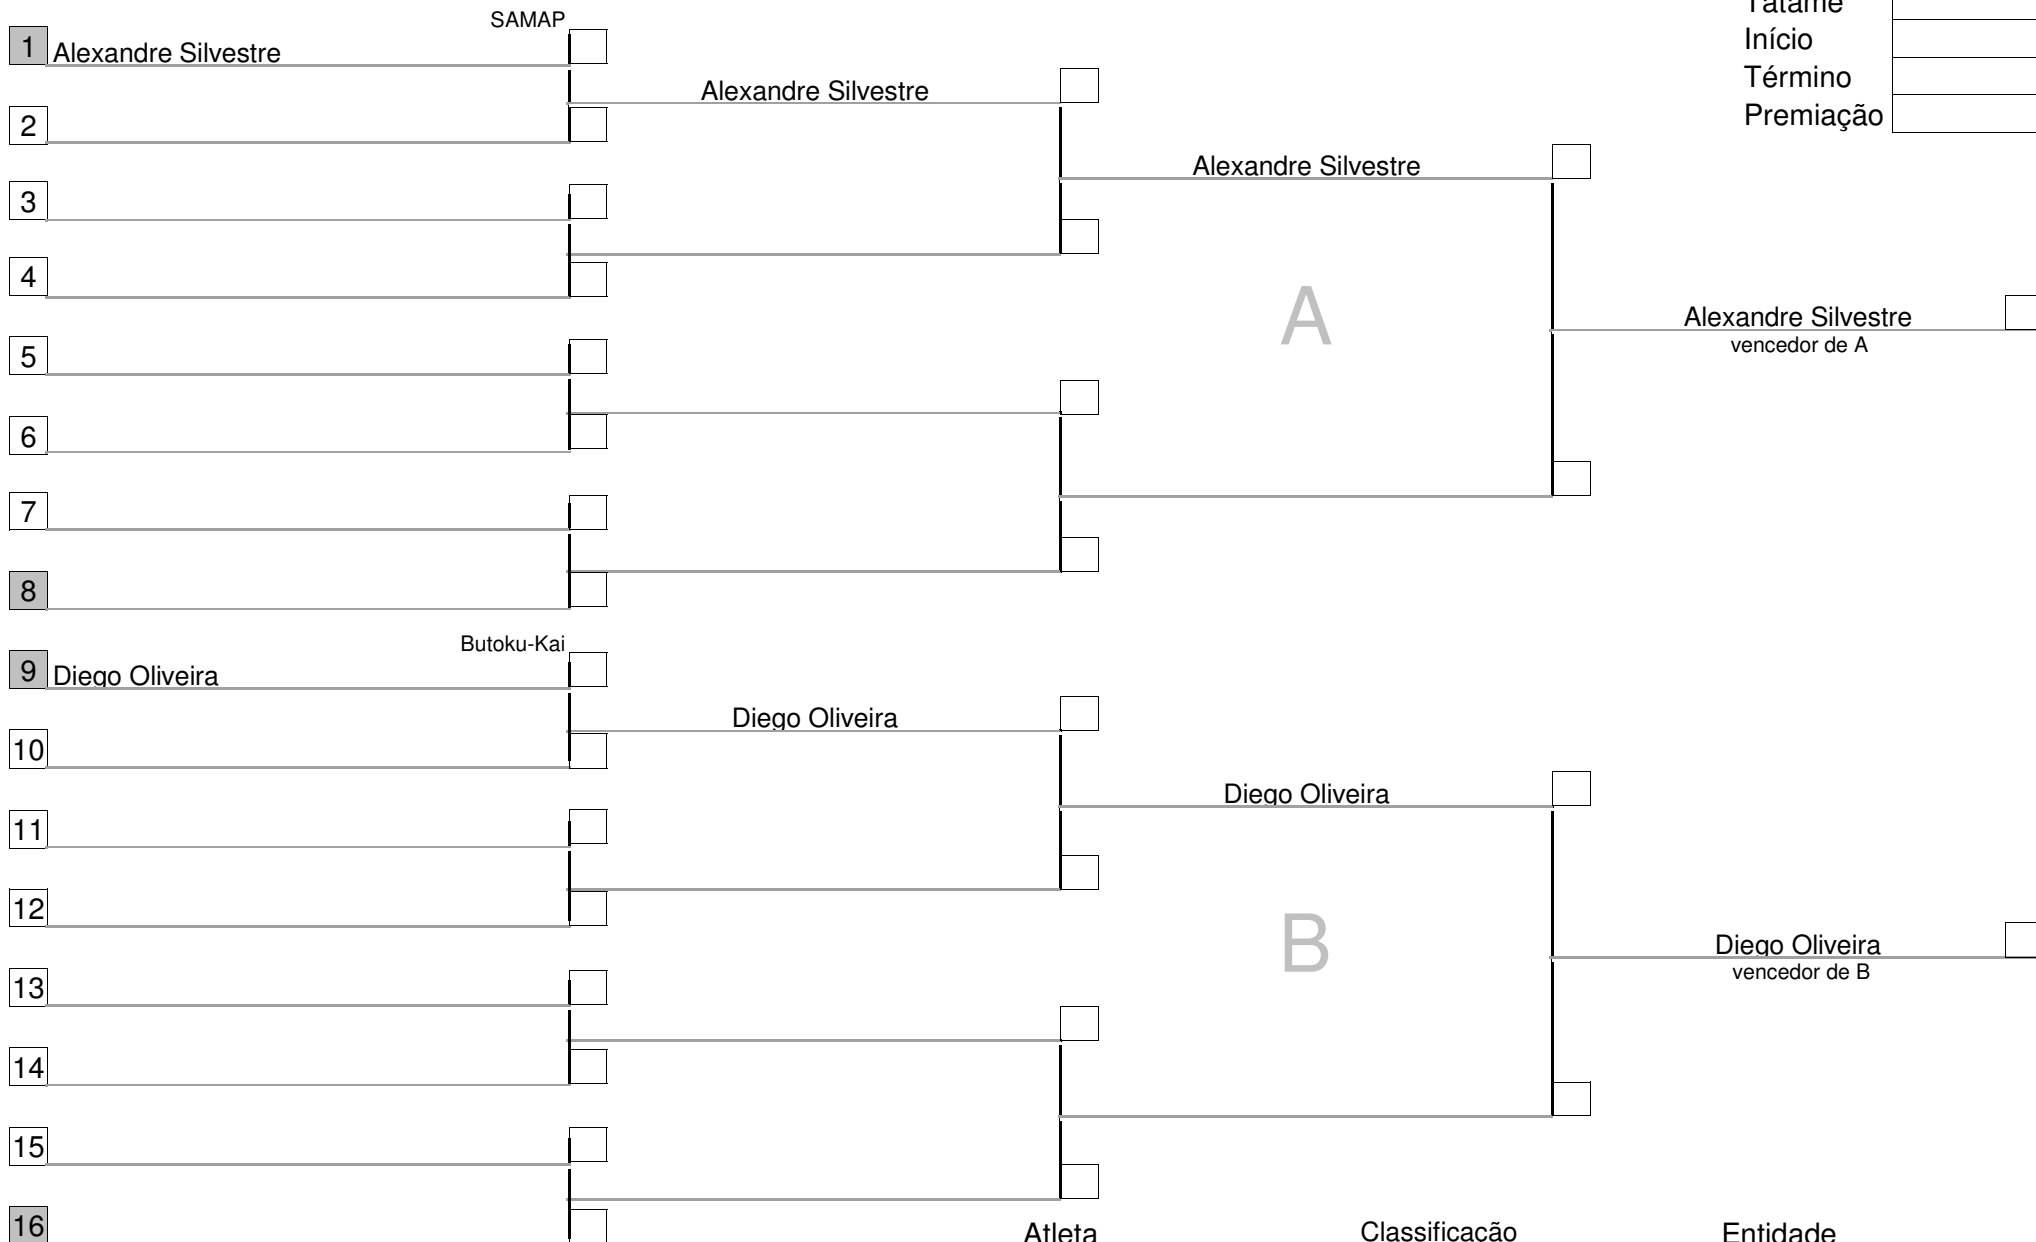 SAMAP
Tatame
1 Alexandre Silvestre
Início
Alexandre Silvestre
Término
2
Premiação
Alexandre Silvestre
3
4
A
Alexandre Silvestre
vencedor de A
5
6
7
8
Butoku-Kai
9 Diego Oliveira
Diego Oliveira
10
Diego Oliveira
11
12
B
Diego Oliveira
vencedor de B
13
14
15
16
Atleta Classificação Entidade